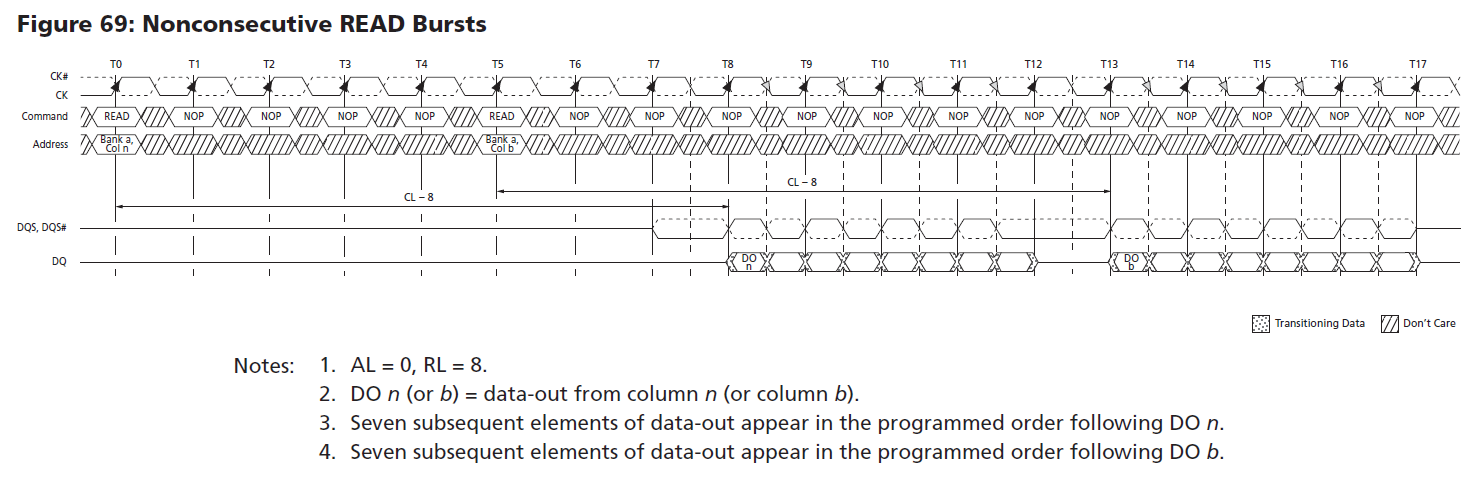 Figure 69: Nonconsecutive READ Bursts
T0 T1 T2 T3 T4 T5 T6 T7 T8 T9 T10 T11 T12 T13 T14 T15 T16 T17
CK#
CK
Command READ NOP NOP NOP NOP READ NOP NOP NOP NOP NOP NOP NOP NOP NOP NOP NOP NOP
Address Bank a, Bank a,
Col n Col b
CL – 8
CL – 8
DQS, DQS#
DQ DO DO
n b
Transitioning Data Don't Care
Notes: 1. AL = 0, RL = 8.
2. DO n (or b) = data-out from column n (or column b).
3. Seven subsequent elements of data-out appear in the programmed order following DO n.
4. Seven subsequent elements of data-out appear in the programmed order following DO b.